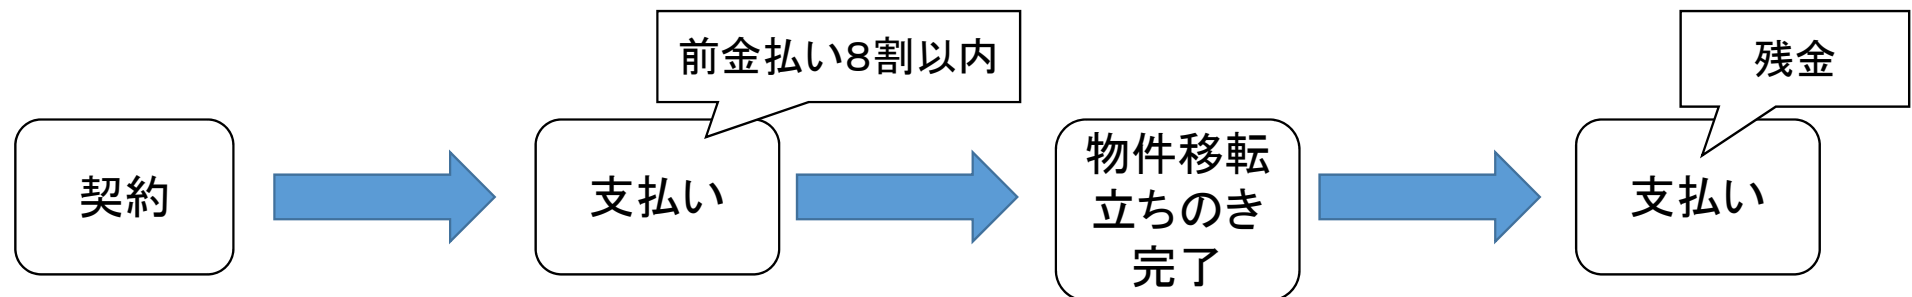 前金払い８割以内
残金
契約
支払い
物件移転
立ちのき
完了
支払い